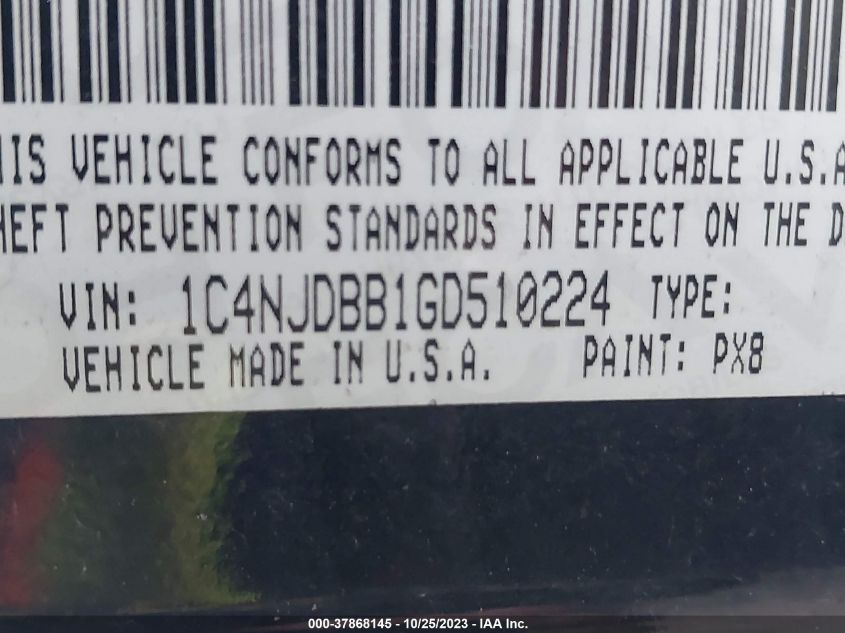 HIS VEHICLE CONFORMS TO ALL APPLICABLE U.S.A
HEFT PREVENTION STANDARDS IN EFFECT ON THE D
VIN: 1C4NJDBB1GD510224 TYPE:
VEHICLE MADE IN U.S.A. PAINT: PX8
000-37868145 - 10/25/2023 - IAA Inc.